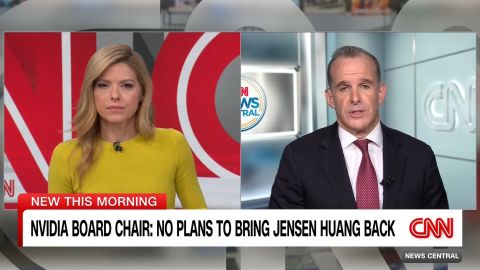 CNN
NEWS
CENTRAL
CNN
NEW THIS MORNING
NVIDIA BOARD CHAIR: NO PLANS TO BRING JENSEN HUANG BACK
CNN
NEWS CENTRAL